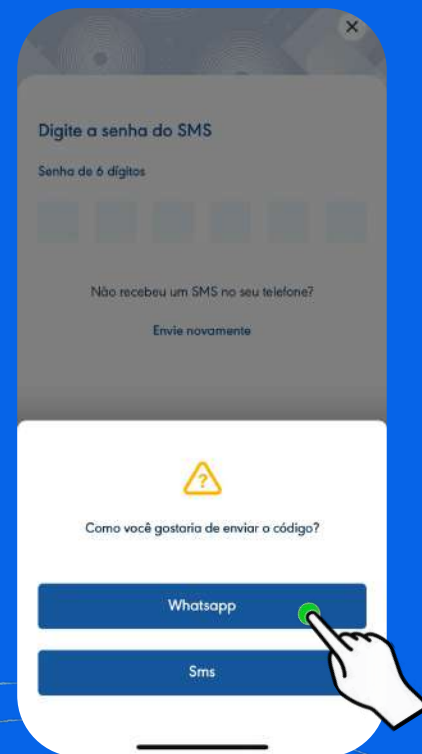 Digite a senha do SMS
Senha de 6 dígitos
Não recebeu um SMS no seu telefone?
Envie novamente
?
Como você gostaria de enviar o código?
Whatsapp
Sms